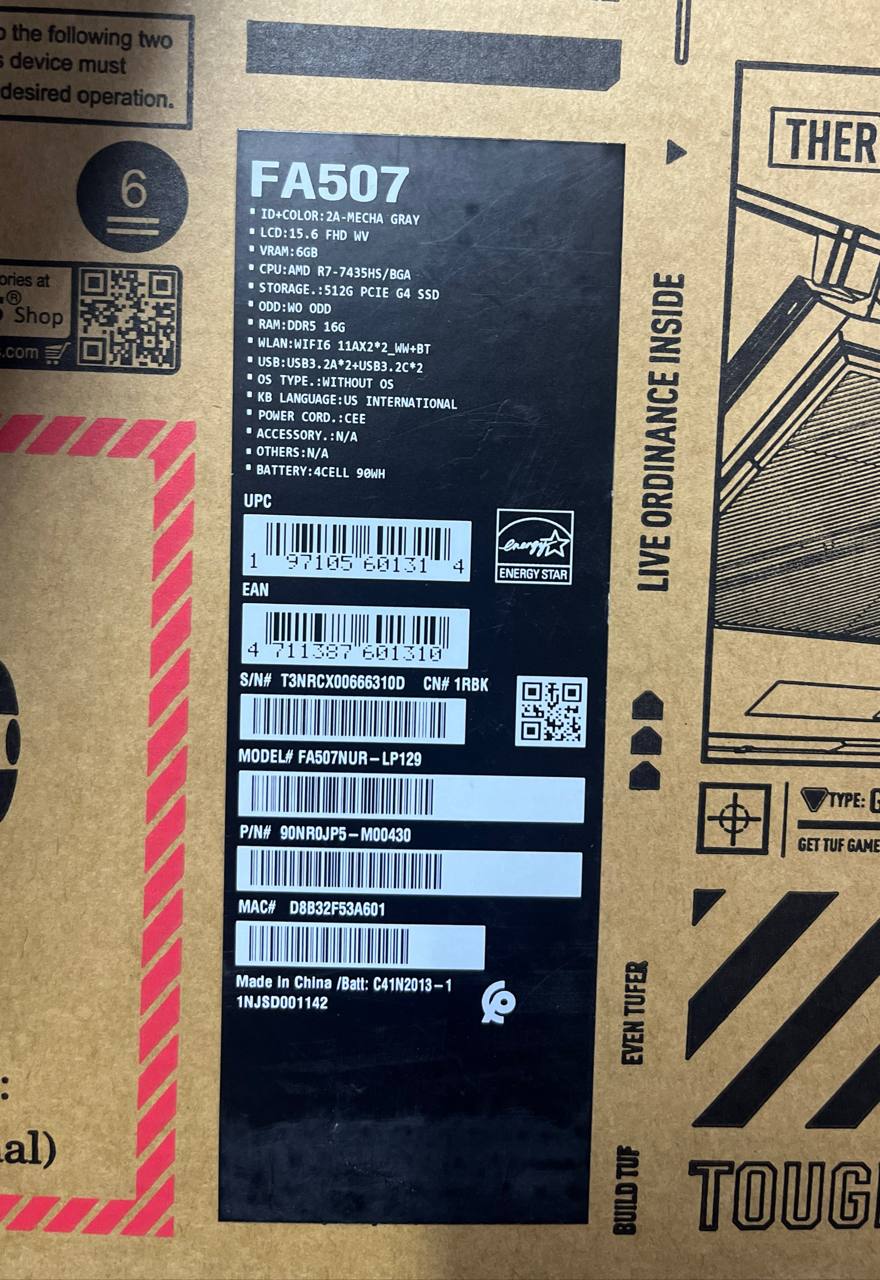 o the following two
s device must
desired operation.
6
ories at
®
Shop
s.com
FA507
ID+COLOR:2A-MECHA GRAY
LCD:15.6 FHD WV
VRAM:6GB
CPU:AMD R7-7435HS/BGA
STORAGE.:512G PCIE G4 SSD
ODD:WO ODD
RAM:DDR5 16G
WLAN:WIFI6 11AX2*2_WW+BT
USB:USB3.2A*2+USB3.2C*2
OS TYPE.:WITHOUT OS
KB LANGUAGE:US INTERNATIONAL
POWER CORD.:CEE
ACCESSORY.:N/A
OTHERS:N/A
BATTERY:4CELL 90WH
UPC
1 97105 60131 4
energy
ENERGY STAR
EAN
4 711387 601310
S/N# T3NRCX00666310D CN# 1RBK
MODEL# FA507NUR-LP129
P/N# 90NR0JP5-M00430
MAC# D8B32F53A601
Made In China /Batt: C41N2013-1
1NJSD001142
THER
LIVE ORDINANCE INSIDE
TYPE: G
GET TUF GAME
EVEN TUFER
BUILD TUF
TOUG
:
al)